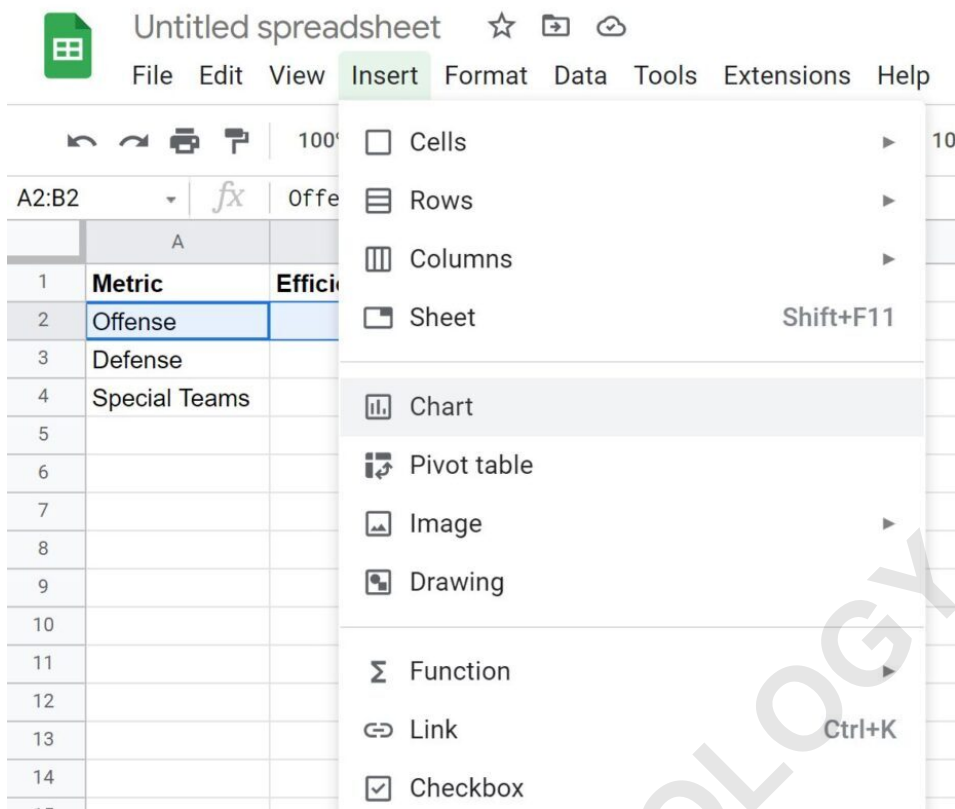 Untitled spreadsheet
File Edit View Insert Format Data Tools Extensions Help
100% 10
A2:B2 fx Offe
A
1 Metric Effici
2 Offense
3 Defense
4 Special Teams
5
6
7
8
9
10
11
12
13
14
Cells
Rows
Columns
Sheet Shift+F11
Chart
Pivot table
Image
Drawing
Σ Function
Link Ctrl+K
Checkbox
OLOGY